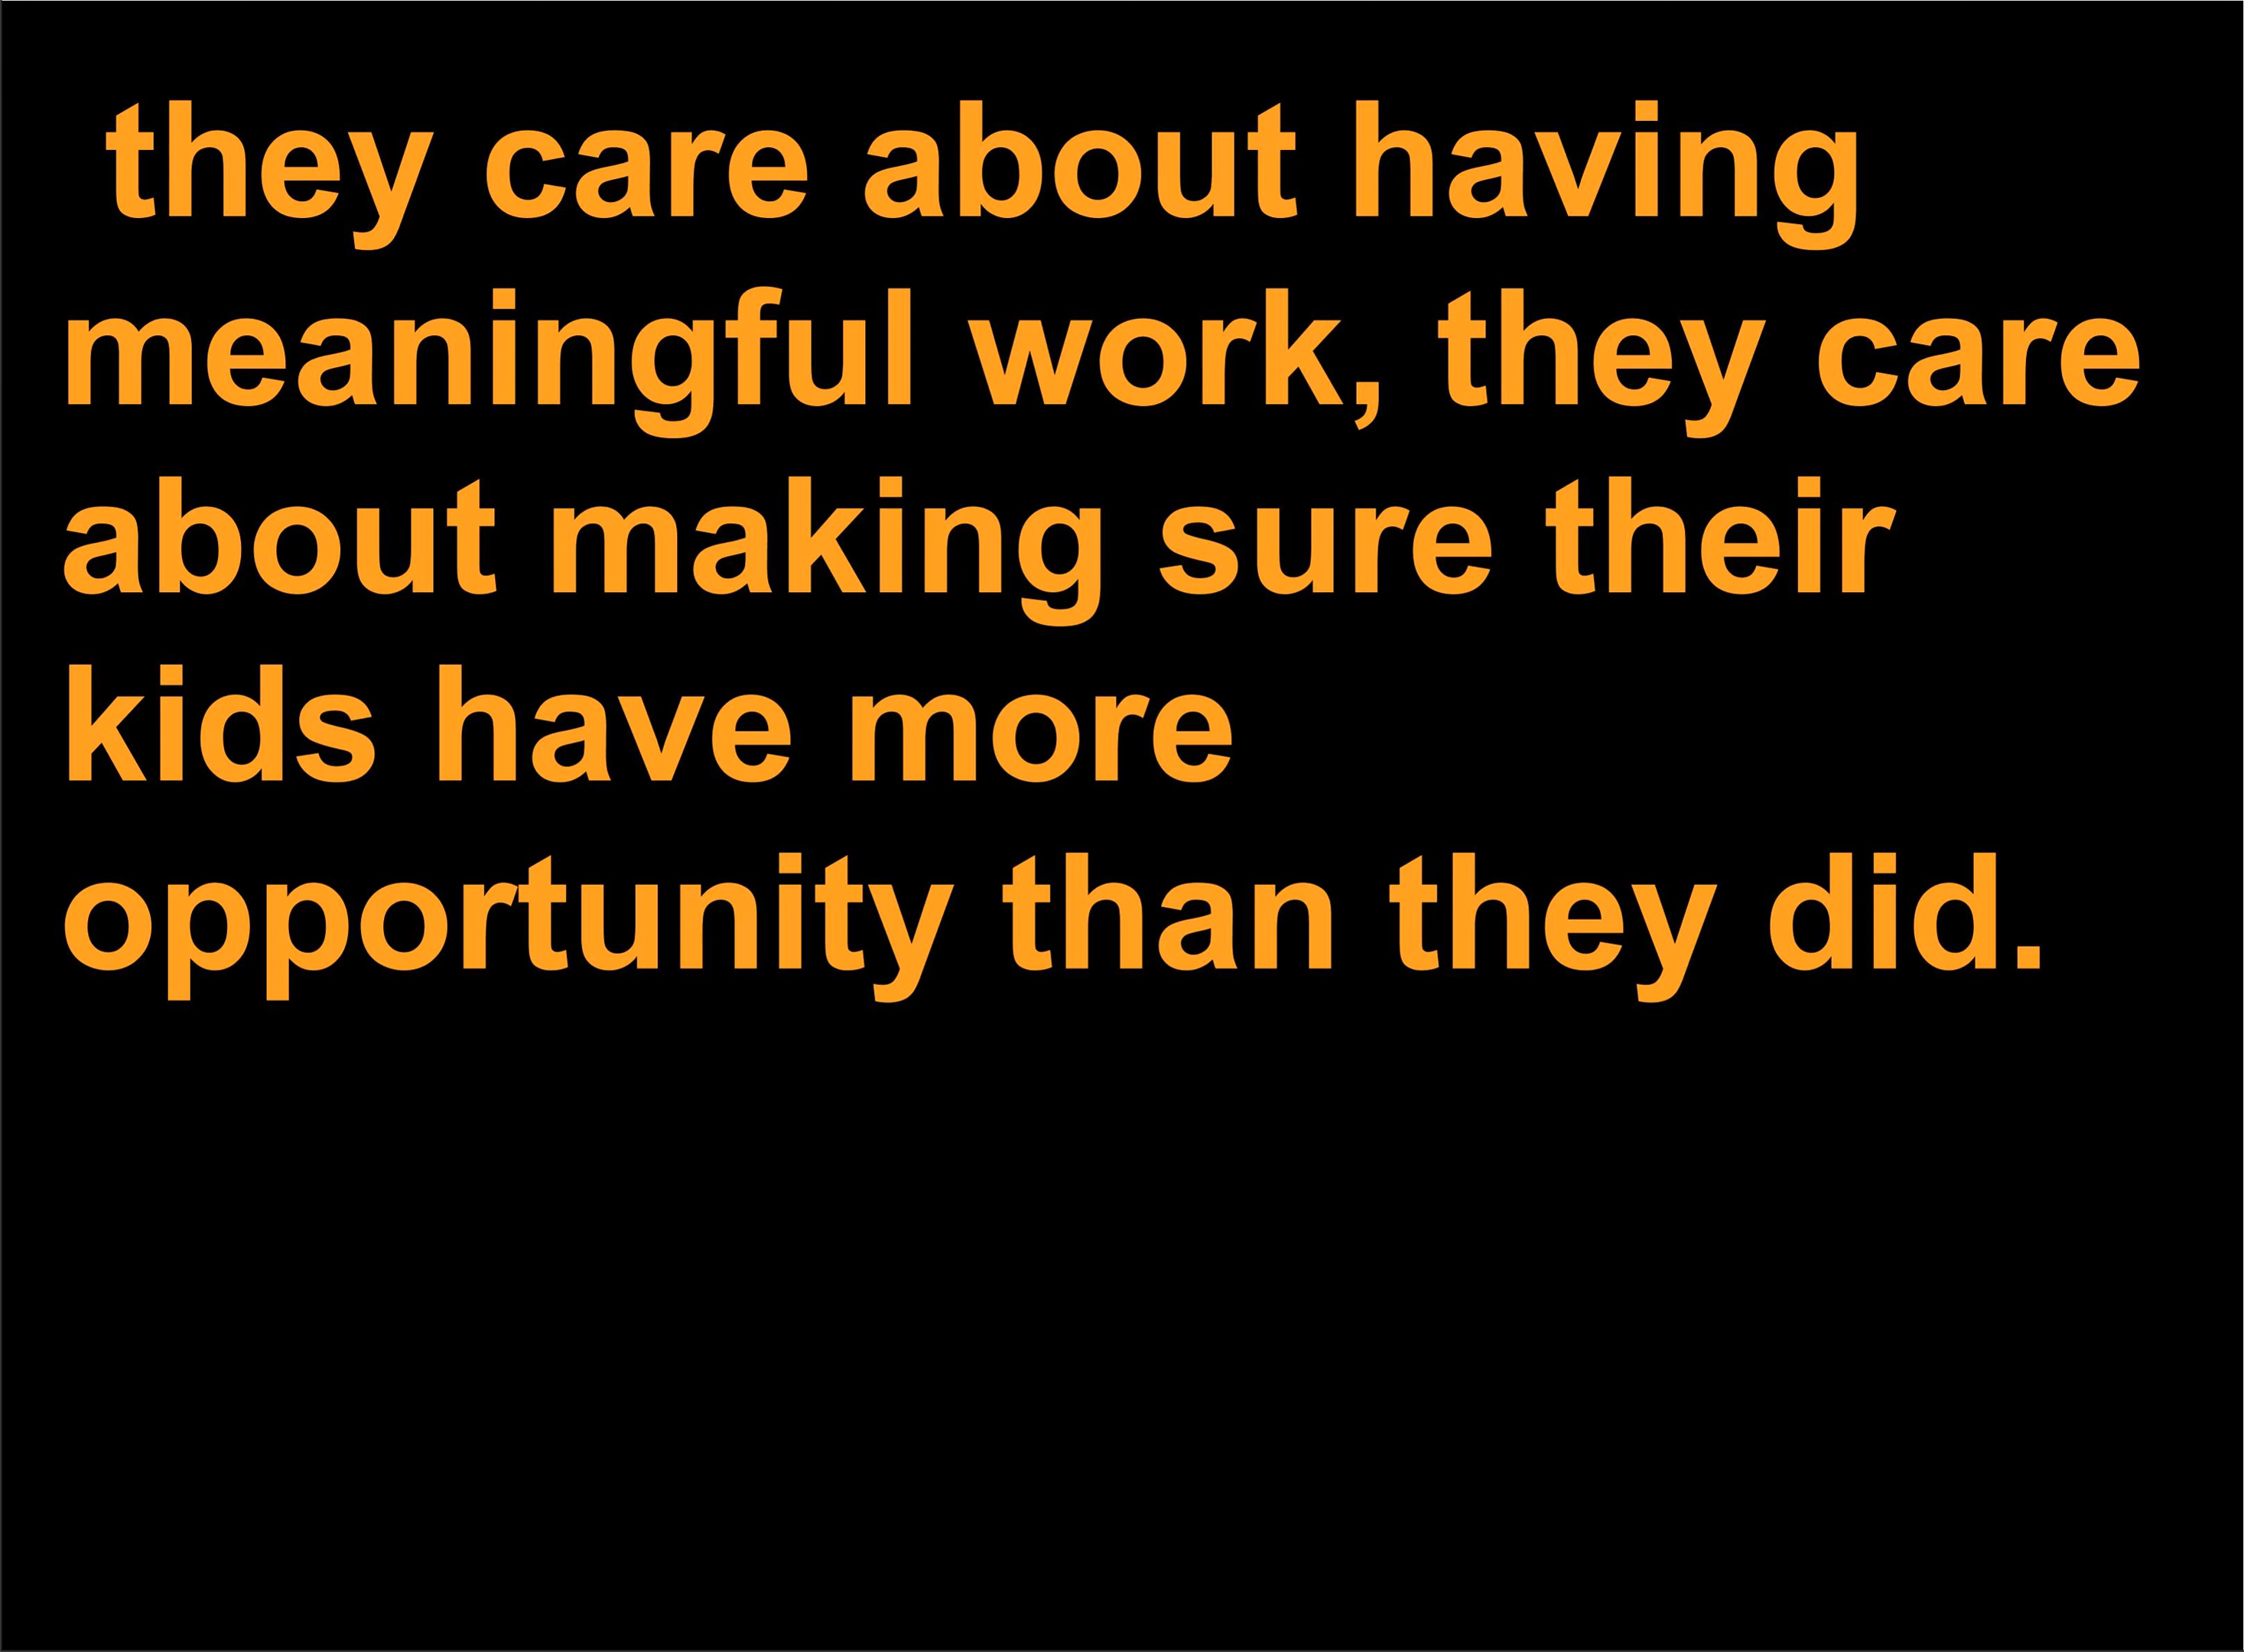 they care about having
meaningful work, they care
about making sure their
kids have more
opportunity than they did.